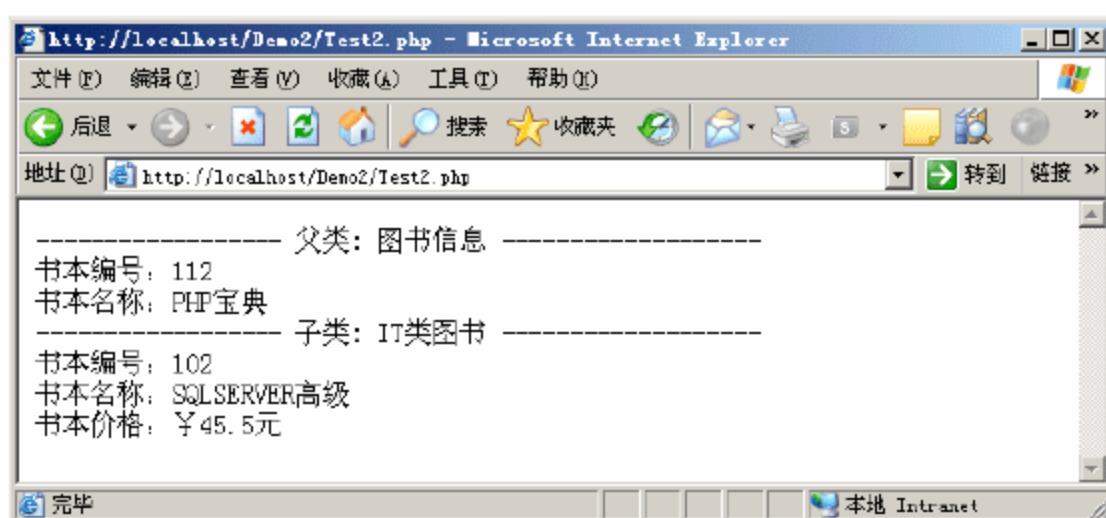 http://localhost/Demo2/Test2.php - Microsoft Internet Explorer
文件(F) 编辑(E) 查看(V) 收藏(A) 工具(T) 帮助(H)
后退 搜索 收藏夹 S »
地址(D) http://localhost/Demo2/Test2.php 转到 链接 »
------------------ 父类: 图书信息 -------------------
书本编号: 112
书本名称: PHP宝典
------------------ 子类: IT类图书 -------------------
书本编号: 102
书本名称: SQLSERVER高级
书本价格: ￥45.5元
完毕 本地 Intranet